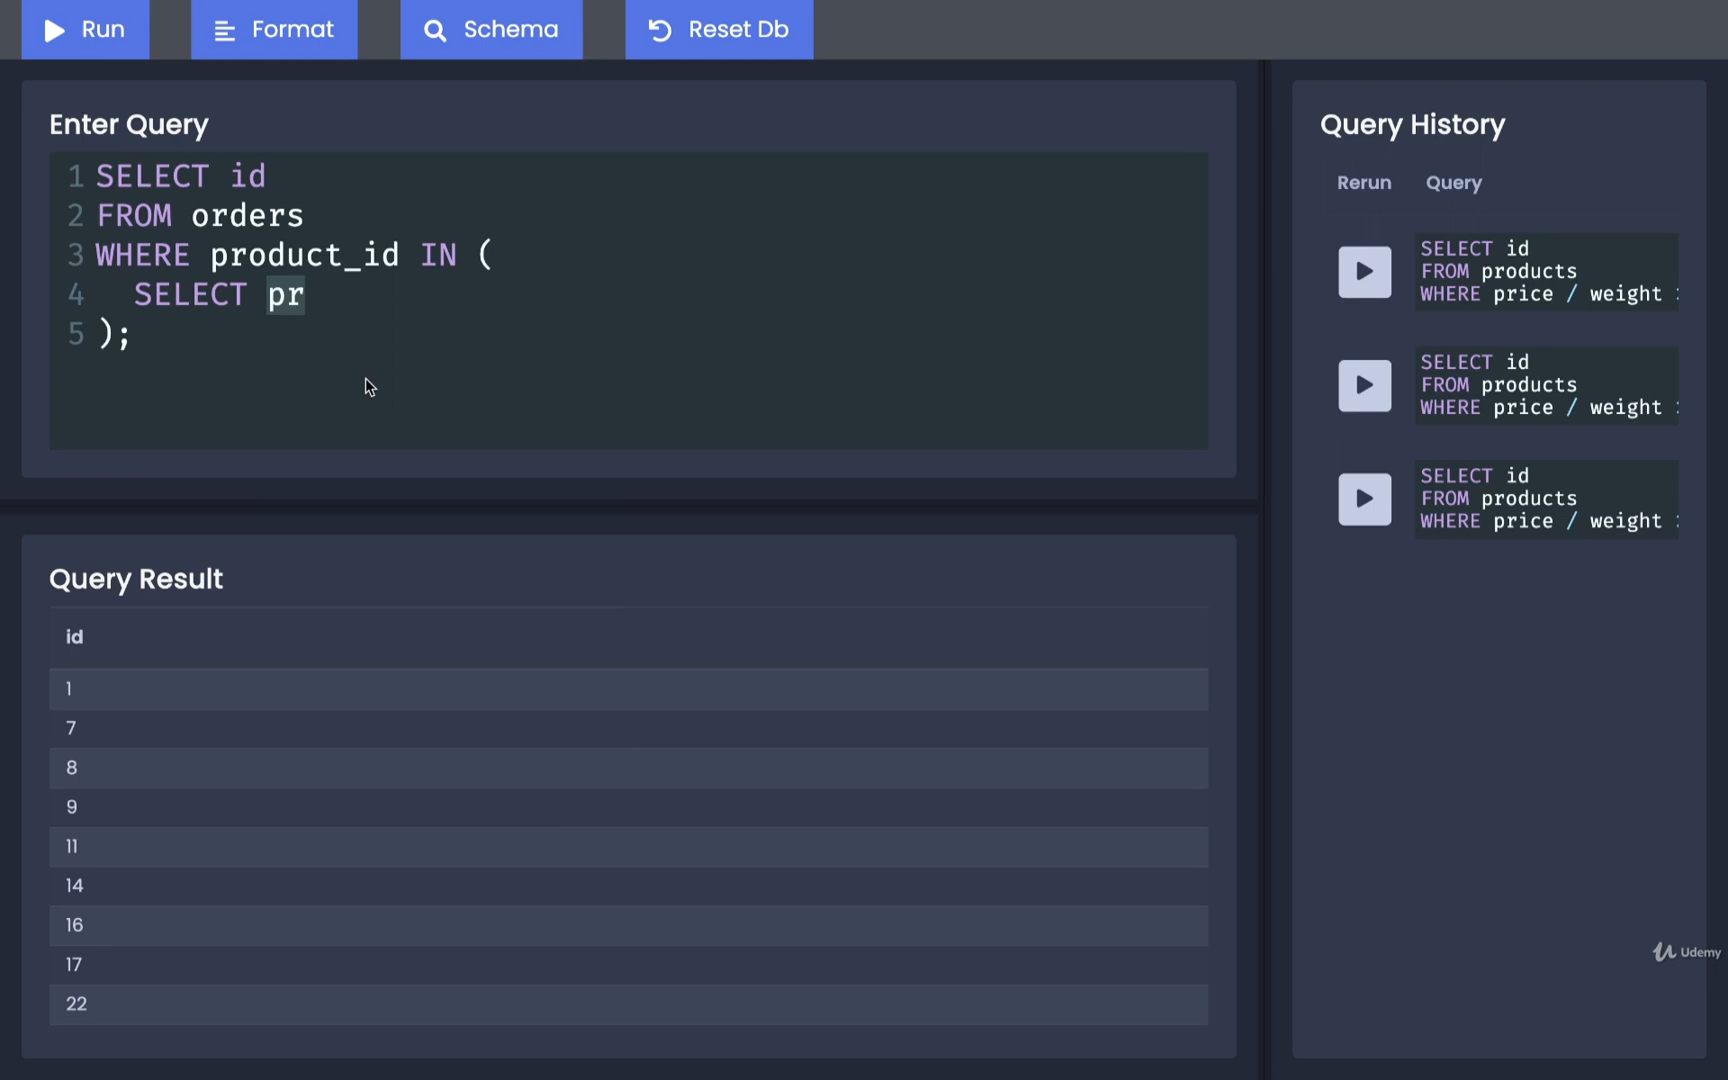 Run
Format
Schema
Reset Db
Enter Query
1 SELECT id
2 FROM orders
3 WHERE product_id IN (
4   SELECT pr
5 );
Query Result
id
1
7
8
9
11
14
16
17
22
Query History
Rerun Query
SELECT id
FROM products
WHERE price / weight
SELECT id
FROM products
WHERE price / weight
SELECT id
FROM products
WHERE price / weight
Udemy